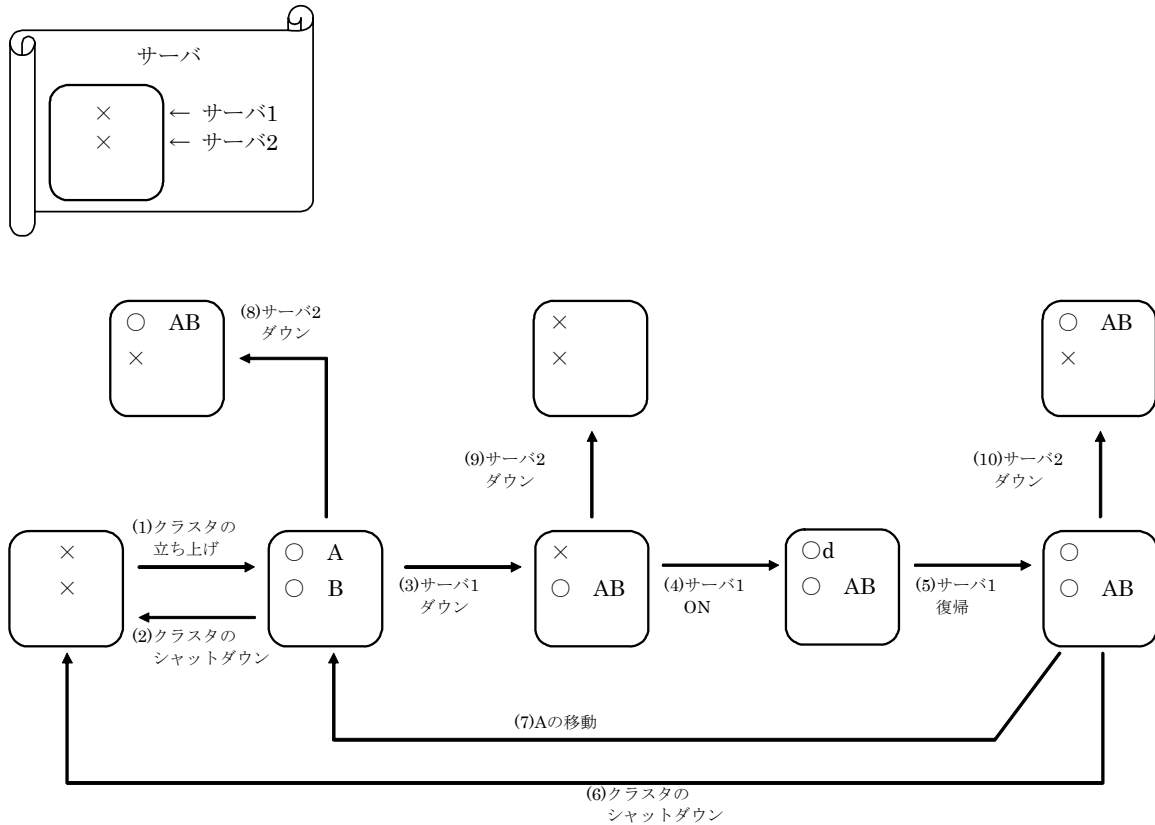 サーバ
× ← サーバ1
× ← サーバ2
○ AB
×
(8)サーバ2
ダウン
×
×
○ AB
×
(9)サーバ2
ダウン
(10)サーバ2
ダウン
×
×
(1)クラスタの
立ち上げ
(2)クラスタの
シャットダウン
○ A
○ B
(3)サーバ1
ダウン
×
○ AB
(4)サーバ1
ON
○d
○ AB
(5)サーバ1
復帰
○
○ AB
(7)Aの移動
(6)クラスタの
シャットダウン